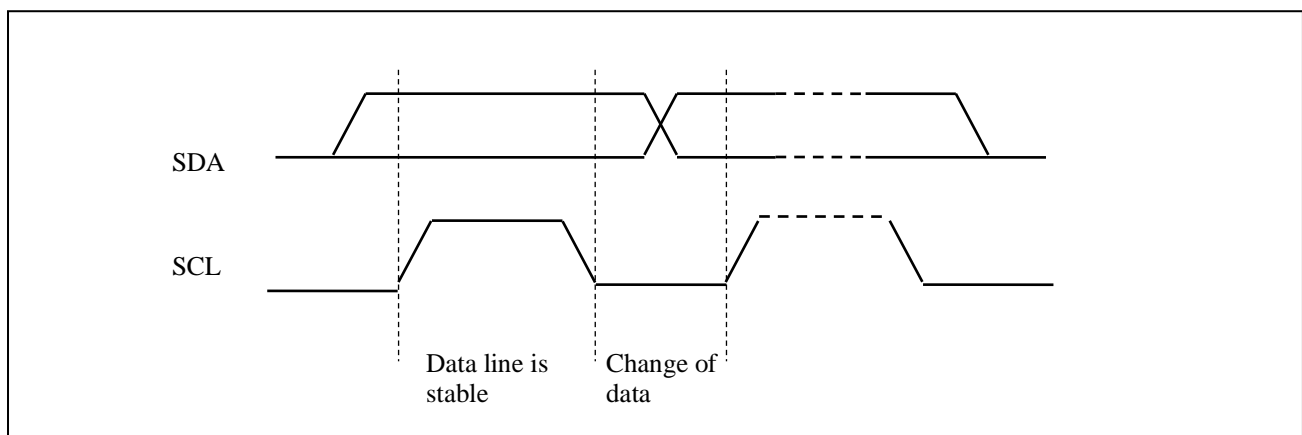 SDA
SCL
Data line is
stable
Change of
data